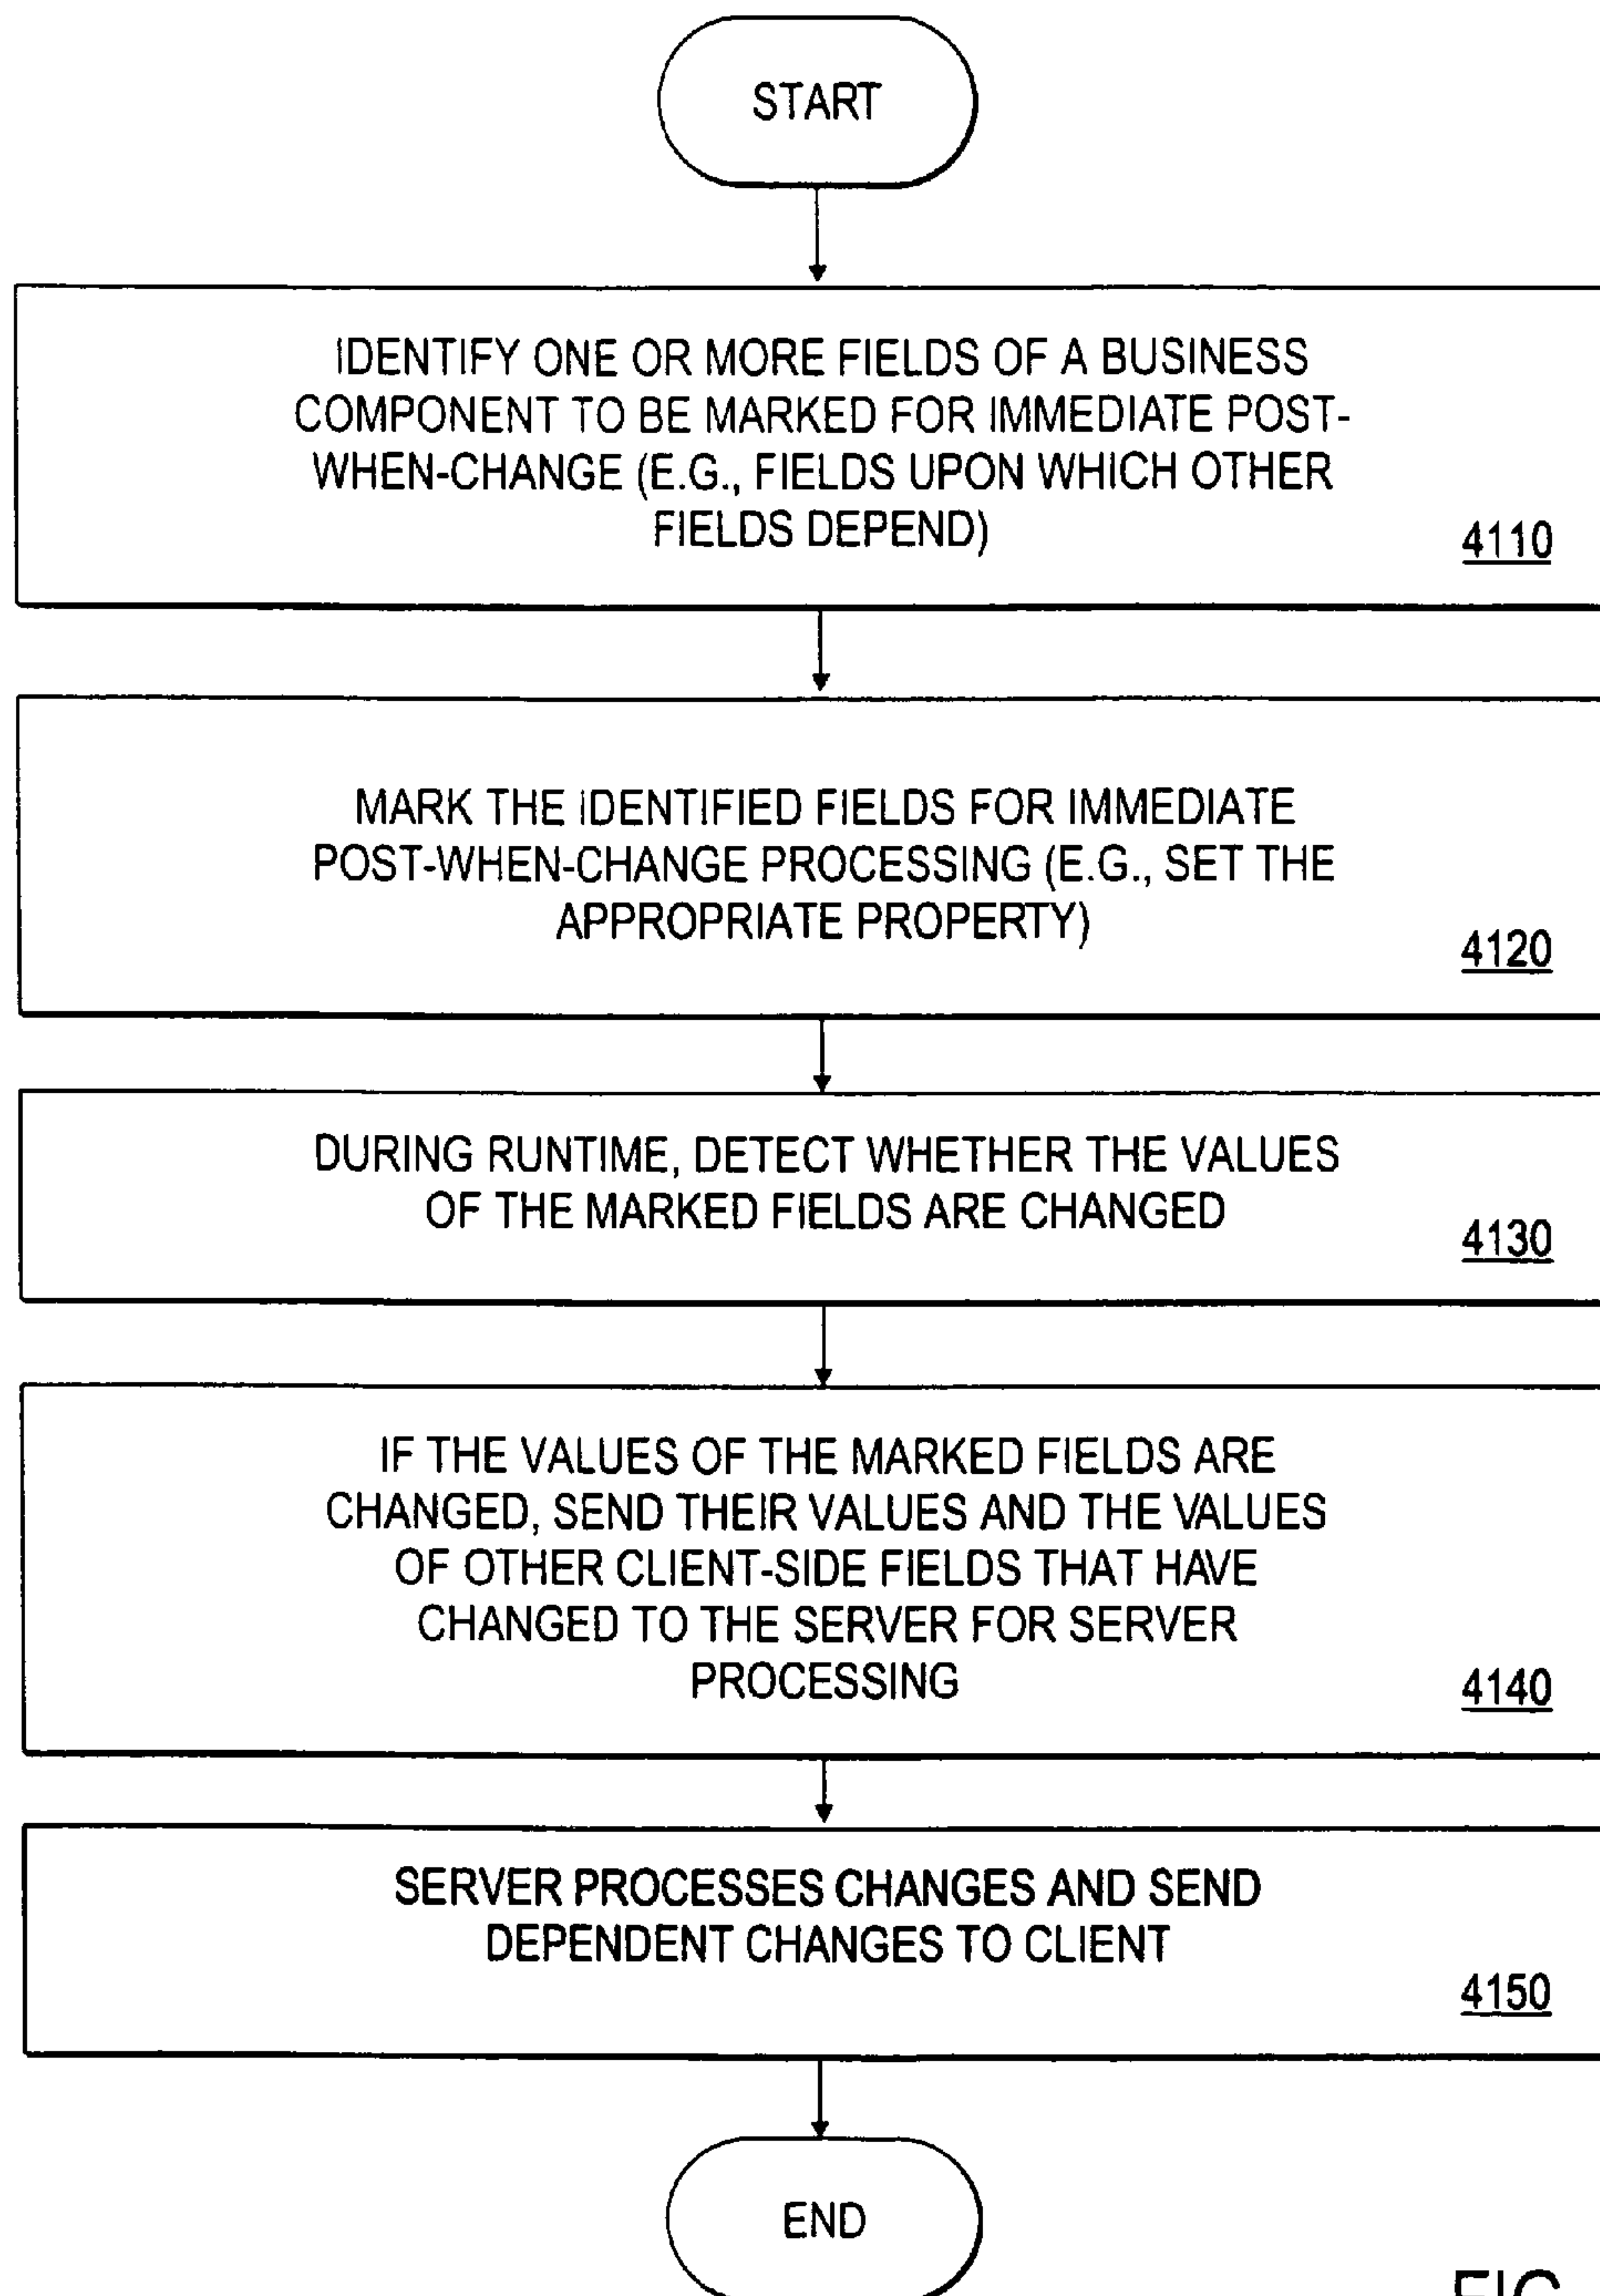 START
IDENTIFY ONE OR MORE FIELDS OF A BUSINESS
COMPONENT TO BE MARKED FOR IMMEDIATE POST-
WHEN-CHANGE (E.G., FIELDS UPON WHICH OTHER
FIELDS DEPEND)
4110
MARK THE IDENTIFIED FIELDS FOR IMMEDIATE
POST-WHEN-CHANGE PROCESSING (E.G., SET THE
APPROPRIATE PROPERTY)
4120
DURING RUNTIME, DETECT WHETHER THE VALUES
OF THE MARKED FIELDS ARE CHANGED
4130
IF THE VALUES OF THE MARKED FIELDS ARE
CHANGED, SEND THEIR VALUES AND THE VALUES
OF OTHER CLIENT-SIDE FIELDS THAT HAVE
CHANGED TO THE SERVER FOR SERVER
PROCESSING
4140
SERVER PROCESSES CHANGES AND SEND
DEPENDENT CHANGES TO CLIENT
4150
END
FIG